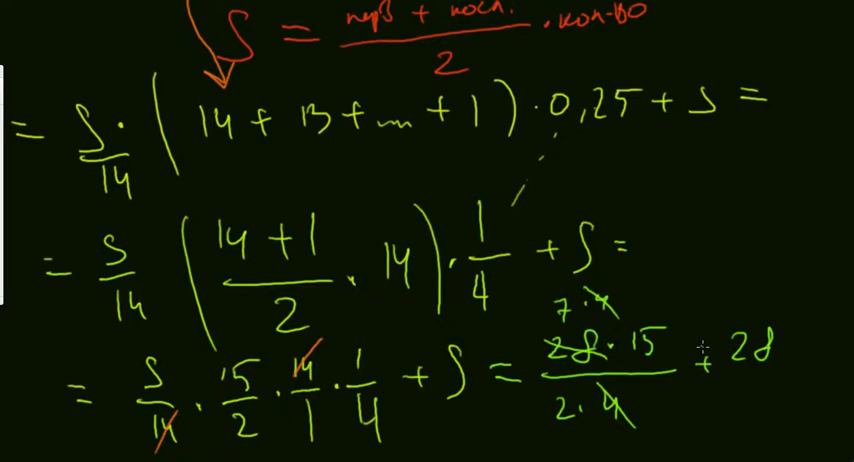 S = (перв + посл.)/2 · кол-во
= S/14 · (14 + 13 + ... + 1) · 0,25 + S =
= S/14 (14 + 1/2 · 14) · 1/4 + S =
= S/14 · 15/2 · 14/1 · 1/4 + S = 7 · 4 28 · 15/2 · 4 + 28